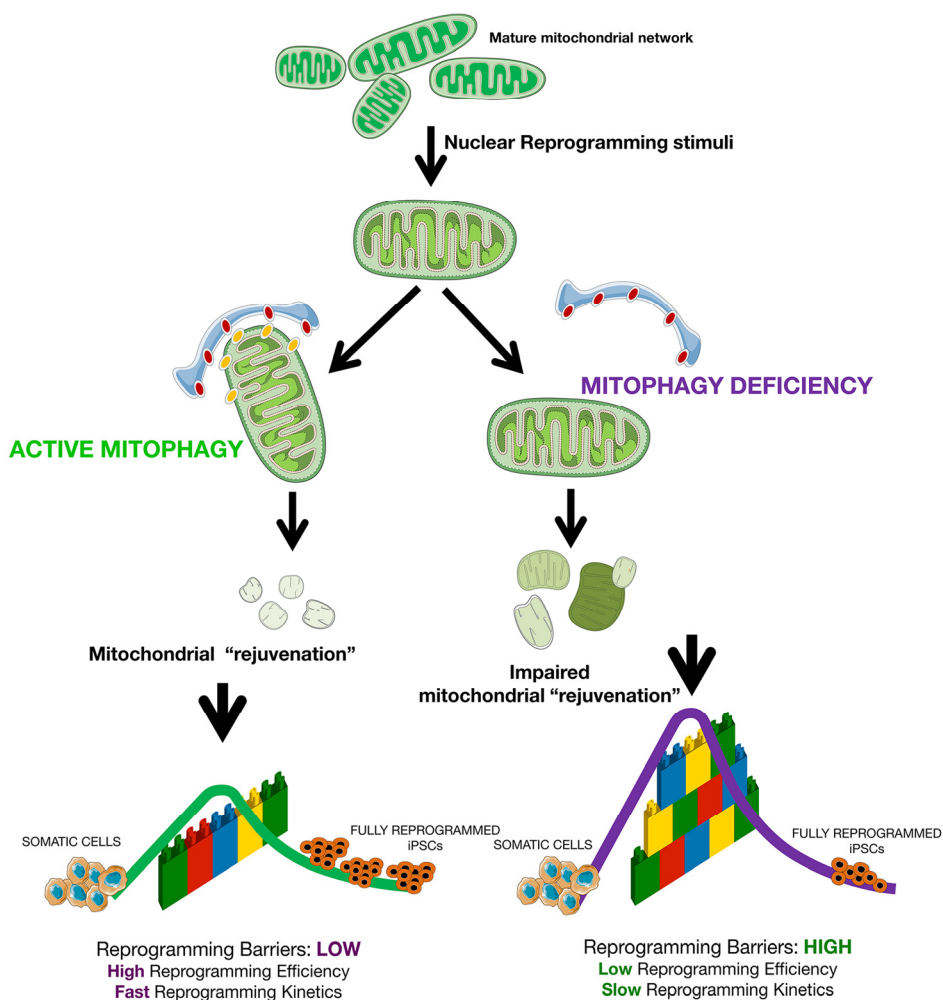 Mature mitochondrial network
Nuclear Reprogramming stimuli
MITOPHAGY DEFICIENCY
ACTIVE MITOPHAGY
Mitochondrial “rejuvenation”
Impaired
mitochondrial “rejuvenation”
SOMATIC CELLS
FULLY REPROGRAMMED
iPSCs
Reprogramming Barriers: LOW
High Reprogramming Efficiency
Fast Reprogramming Kinetics
SOMATIC CELLS
FULLY REPROGRAMMED
iPSCs
Reprogramming Barriers: HIGH
Low Reprogramming Efficiency
Slow Reprogramming Kinetics